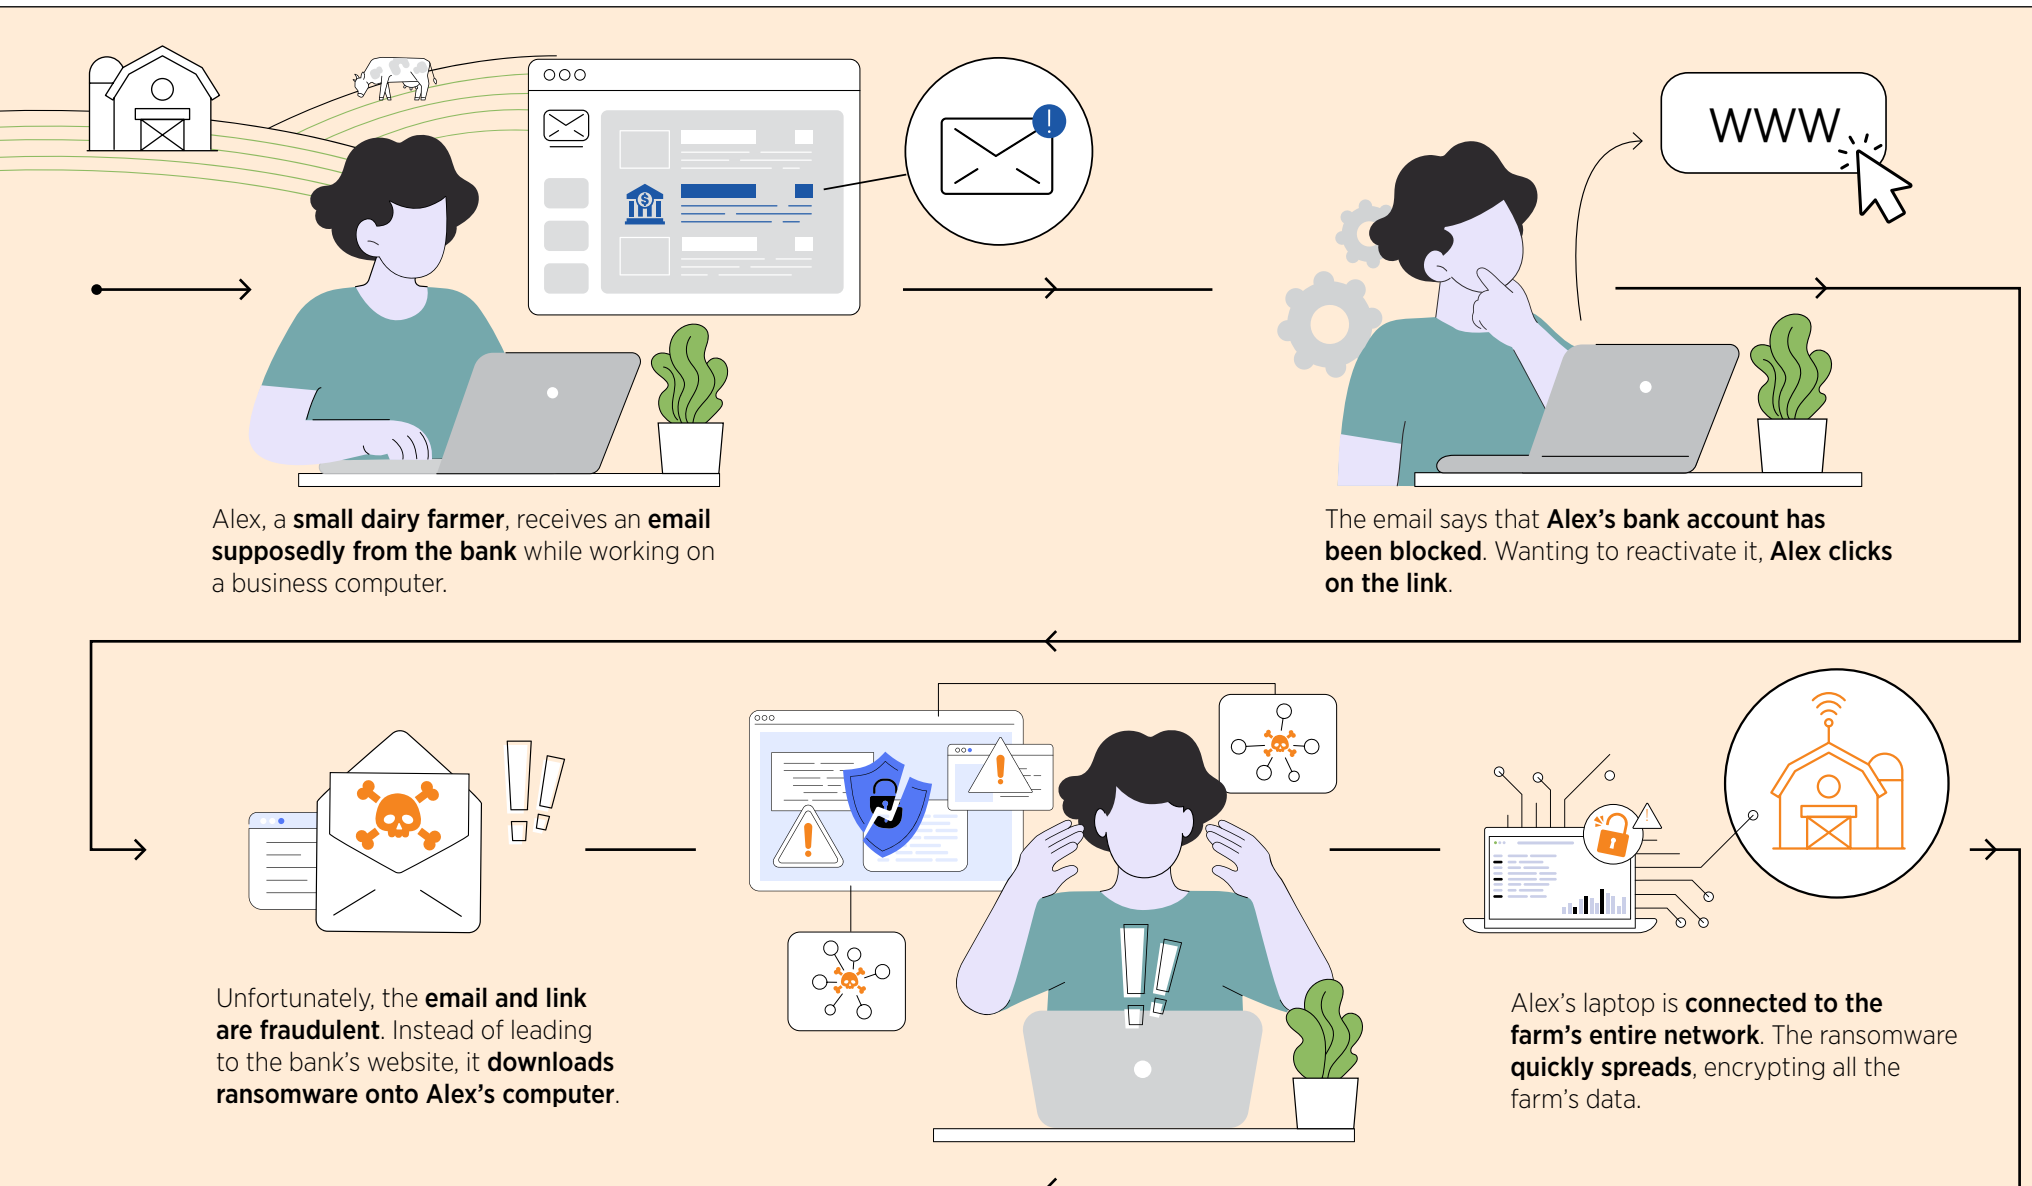 WWW
Alex, a small dairy farmer, receives an email
supposedly from the bank while working on
a business computer.
The email says that Alex’s bank account has
been blocked. Wanting to reactivate it, Alex clicks
on the link.
Unfortunately, the email and link
are fraudulent. Instead of leading
to the bank’s website, it downloads
ransomware onto Alex’s computer.
Alex’s laptop is connected to the
farm’s entire network. The ransomware
quickly spreads, encrypting all the
farm’s data.